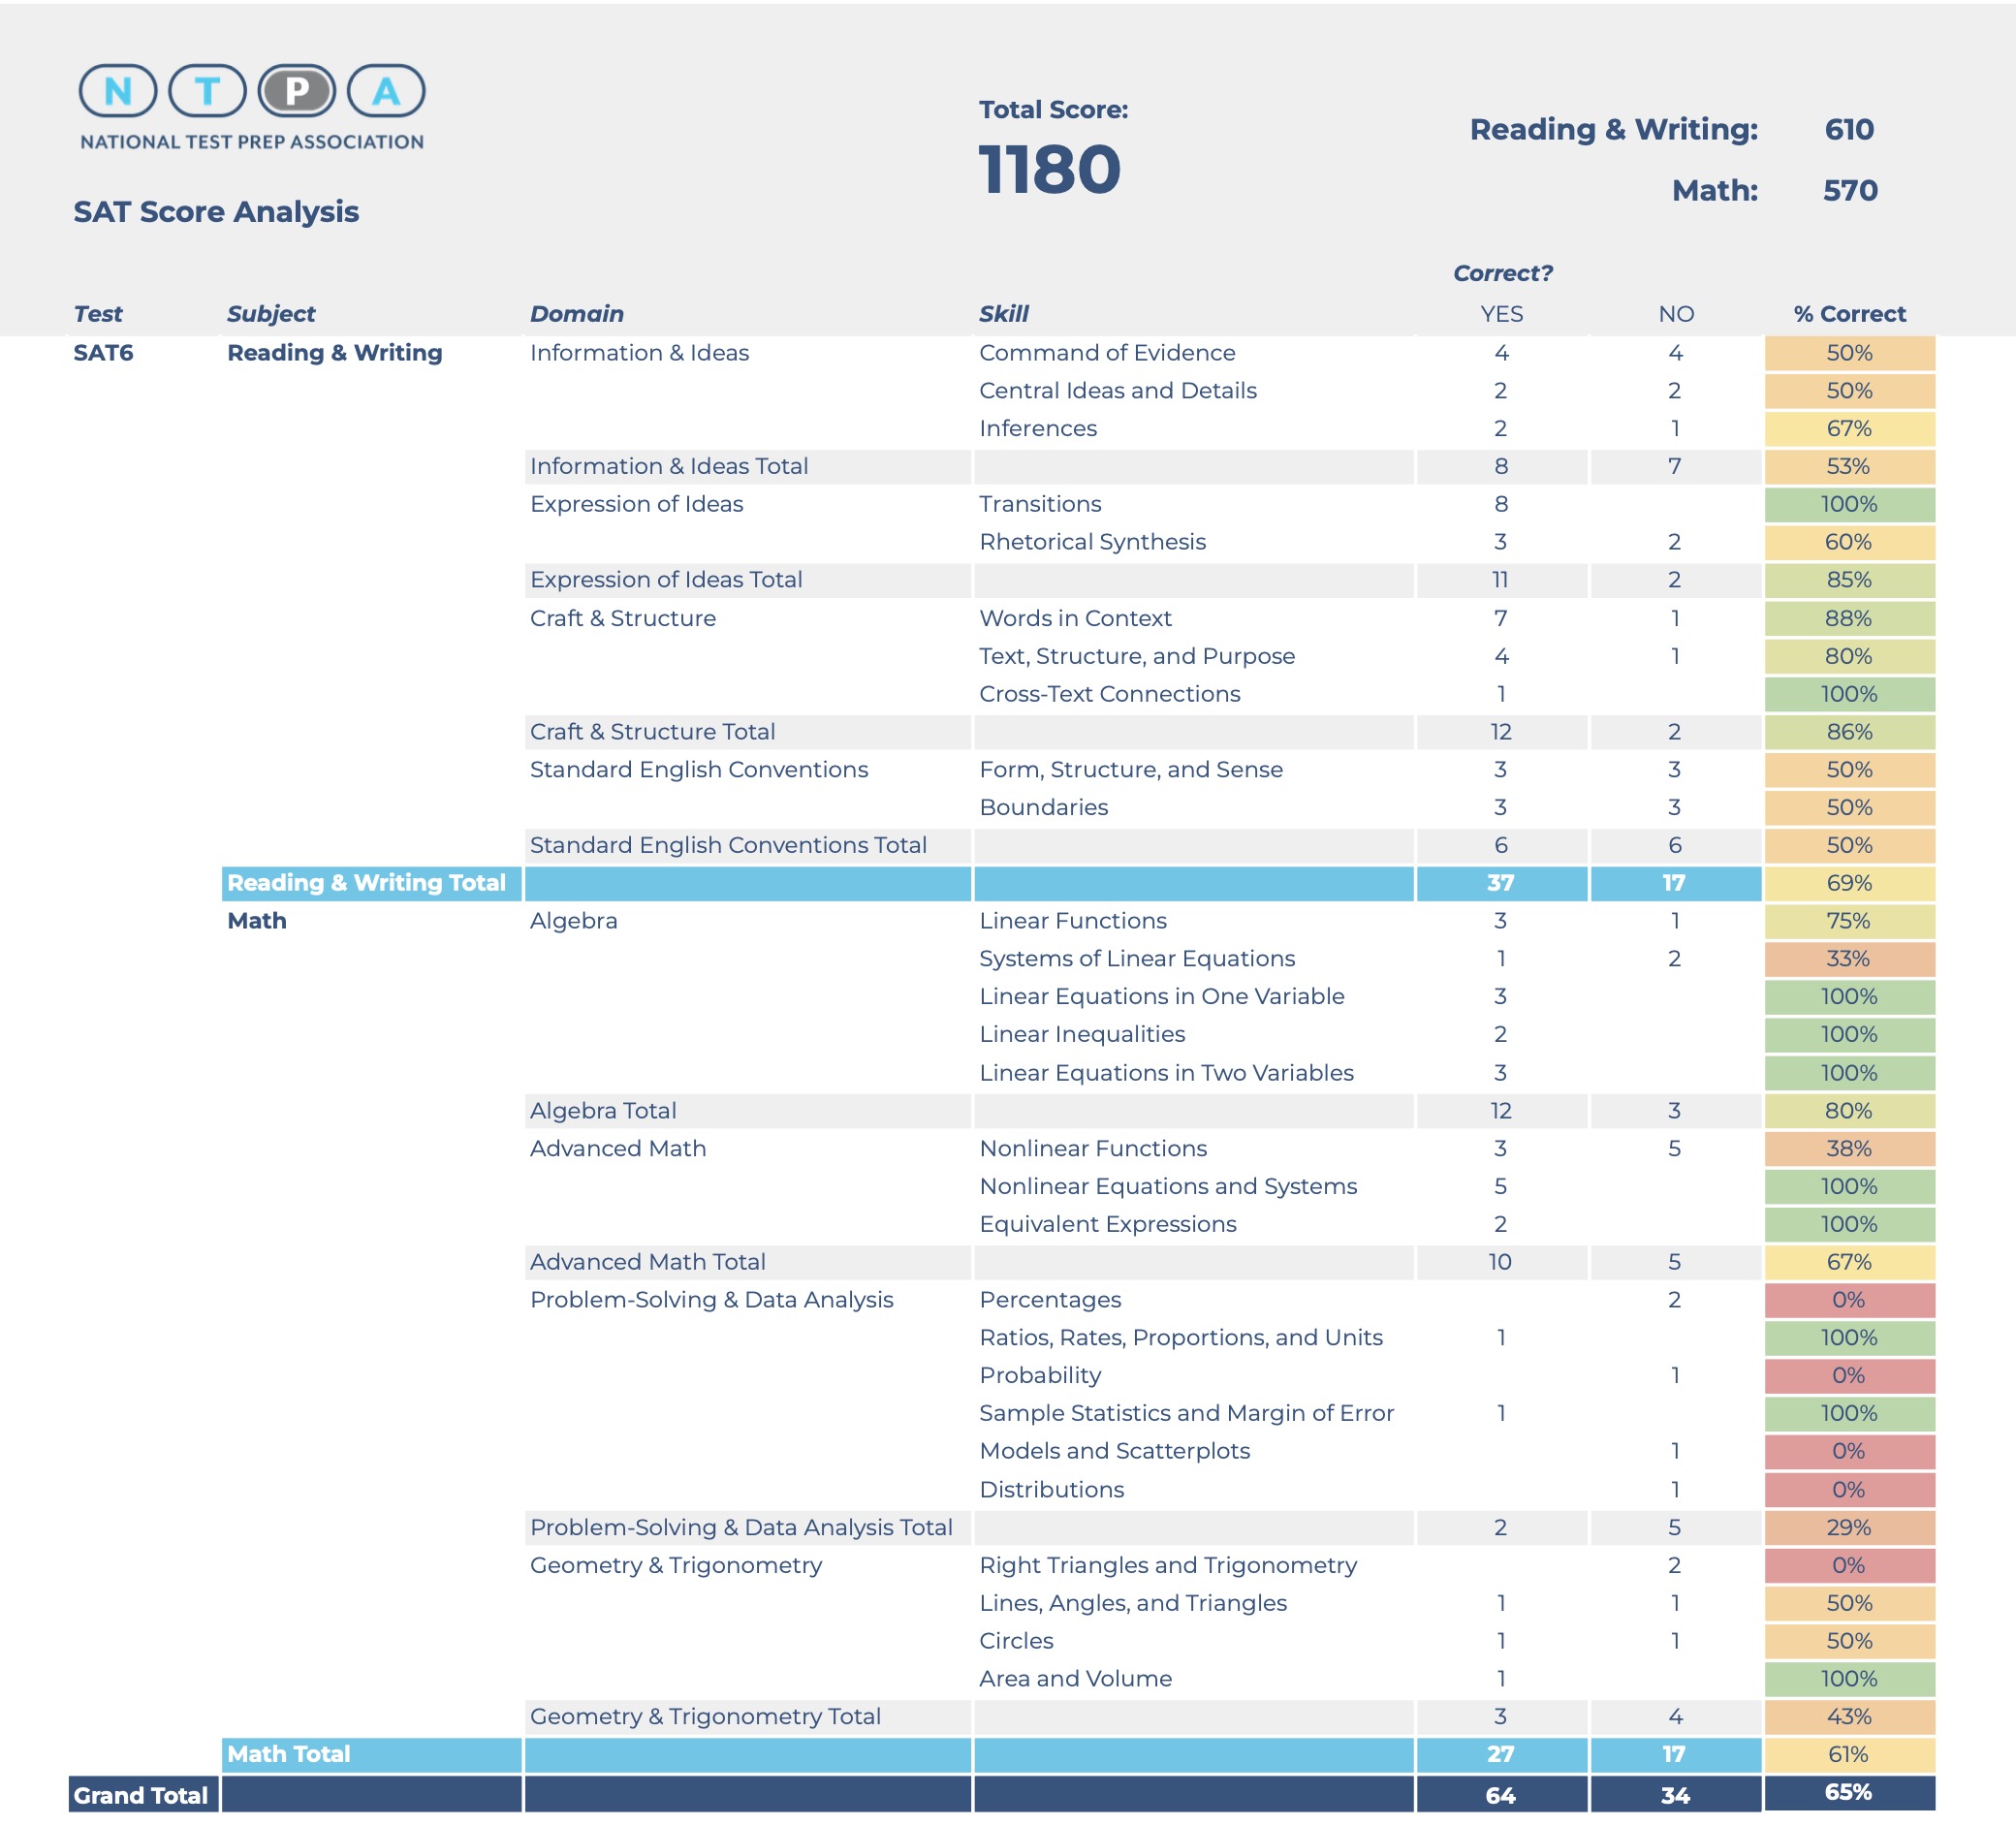 N T P A
NATIONAL TEST PREP ASSOCIATION
SAT Score Analysis
Total Score:
1180
Reading & Writing: 610
Math: 570
Correct?
Test Subject Domain Skill YES NO % Correct
SAT6 Reading & Writing Information & Ideas Command of Evidence 4 4 50%
Central Ideas and Details 2 2 50%
Inferences 2 1 67%
Information & Ideas Total 8 7 53%
Expression of Ideas Transitions 8 100%
Rhetorical Synthesis 3 2 60%
Expression of Ideas Total 11 2 85%
Craft & Structure Words in Context 7 1 88%
Text, Structure, and Purpose 4 1 80%
Cross-Text Connections 1 100%
Craft & Structure Total 12 2 86%
Standard English Conventions Form, Structure, and Sense 3 3 50%
Boundaries 3 3 50%
Standard English Conventions Total 6 6 50%
Reading & Writing Total 37 17 69%
Math Algebra Linear Functions 3 1 75%
Systems of Linear Equations 1 2 33%
Linear Equations in One Variable 3 100%
Linear Inequalities 2 100%
Linear Equations in Two Variables 3 100%
Algebra Total 12 3 80%
Advanced Math Nonlinear Functions 3 5 38%
Nonlinear Equations and Systems 5 100%
Equivalent Expressions 2 100%
Advanced Math Total 10 5 67%
Problem-Solving & Data Analysis Percentages 2 0%
Ratios, Rates, Proportions, and Units 1 100%
Probability 1 0%
Sample Statistics and Margin of Error 1 100%
Models and Scatterplots 1 0%
Distributions 1 0%
Problem-Solving & Data Analysis Total 2 5 29%
Geometry & Trigonometry Right Triangles and Trigonometry 2 0%
Lines, Angles, and Triangles 1 1 50%
Circles 1 1 50%
Area and Volume 1 100%
Geometry & Trigonometry Total 3 4 43%
Math Total 27 17 61%
Grand Total 64 34 65%